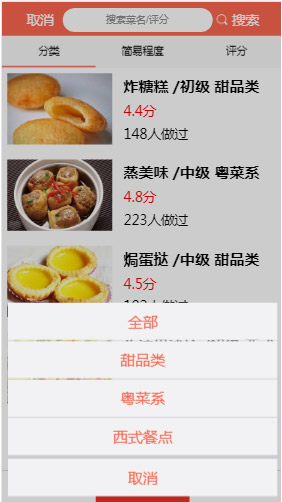 取消 搜索菜名/评分 搜索
分类 简易程度 评分
炸糖糕 /初级 甜品类
4.4分
148人做过
蒸美味 /中级 粤菜系
4.8分
223人做过
焗蛋挞 /中级 甜品类
4.5分
全部
甜品类
粤菜系
西式餐点
取消